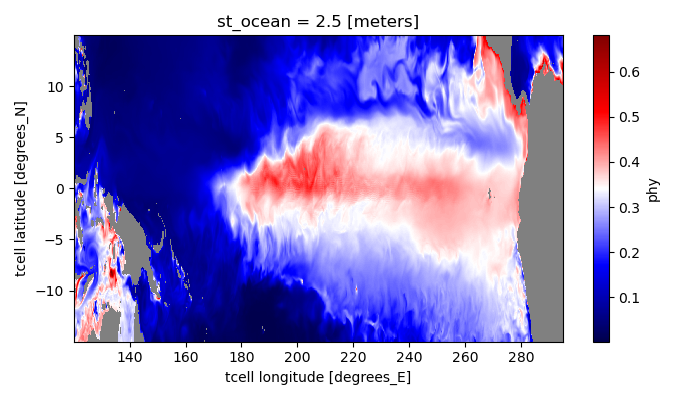 st_ocean = 2.5 [meters]
10
5
0
−5
−10
tcell latitude [degrees_N]
140 160 180 200 220 240 260 280
tcell longitude [degrees_E]
0.6
0.5
0.4
0.3
0.2
0.1
phy